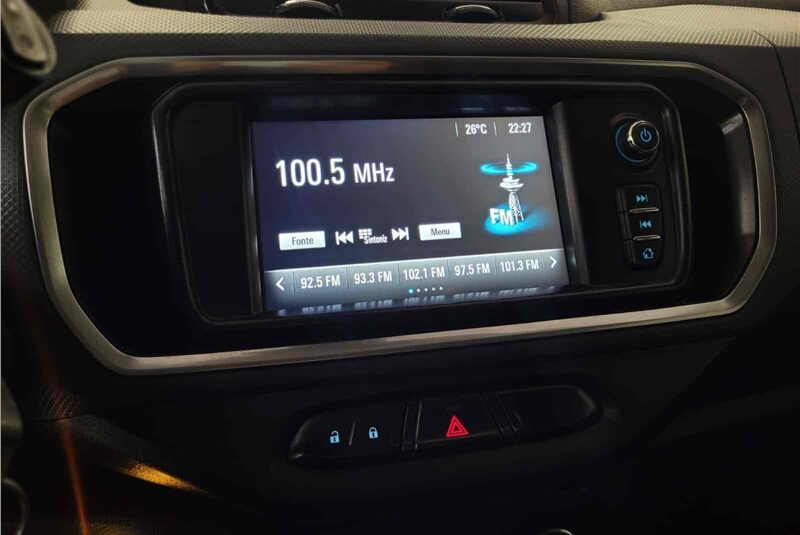 26°C 22:27
100.5 MHz
FM
Fonte Sintoniz Menu
92.5 FM 93.3 FM 102.1 FM 97.5 FM 101.3 FM